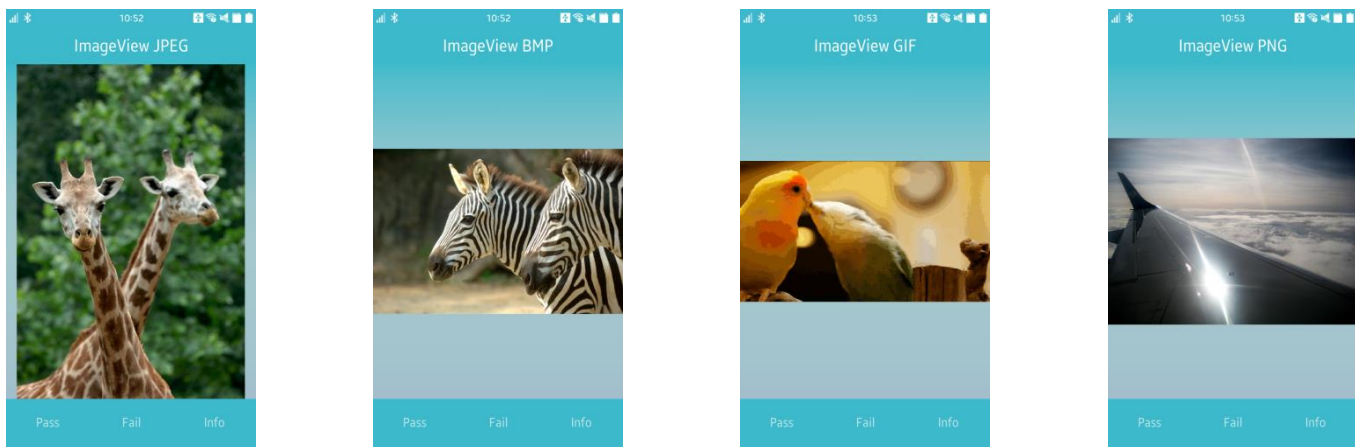 10:52
ImageView JPEG
Pass Fail Info
10:52
ImageView BMP
Pass Fail Info
10:53
ImageView GIF
Pass Fail Info
10:53
ImageView PNG
Pass Fail Info